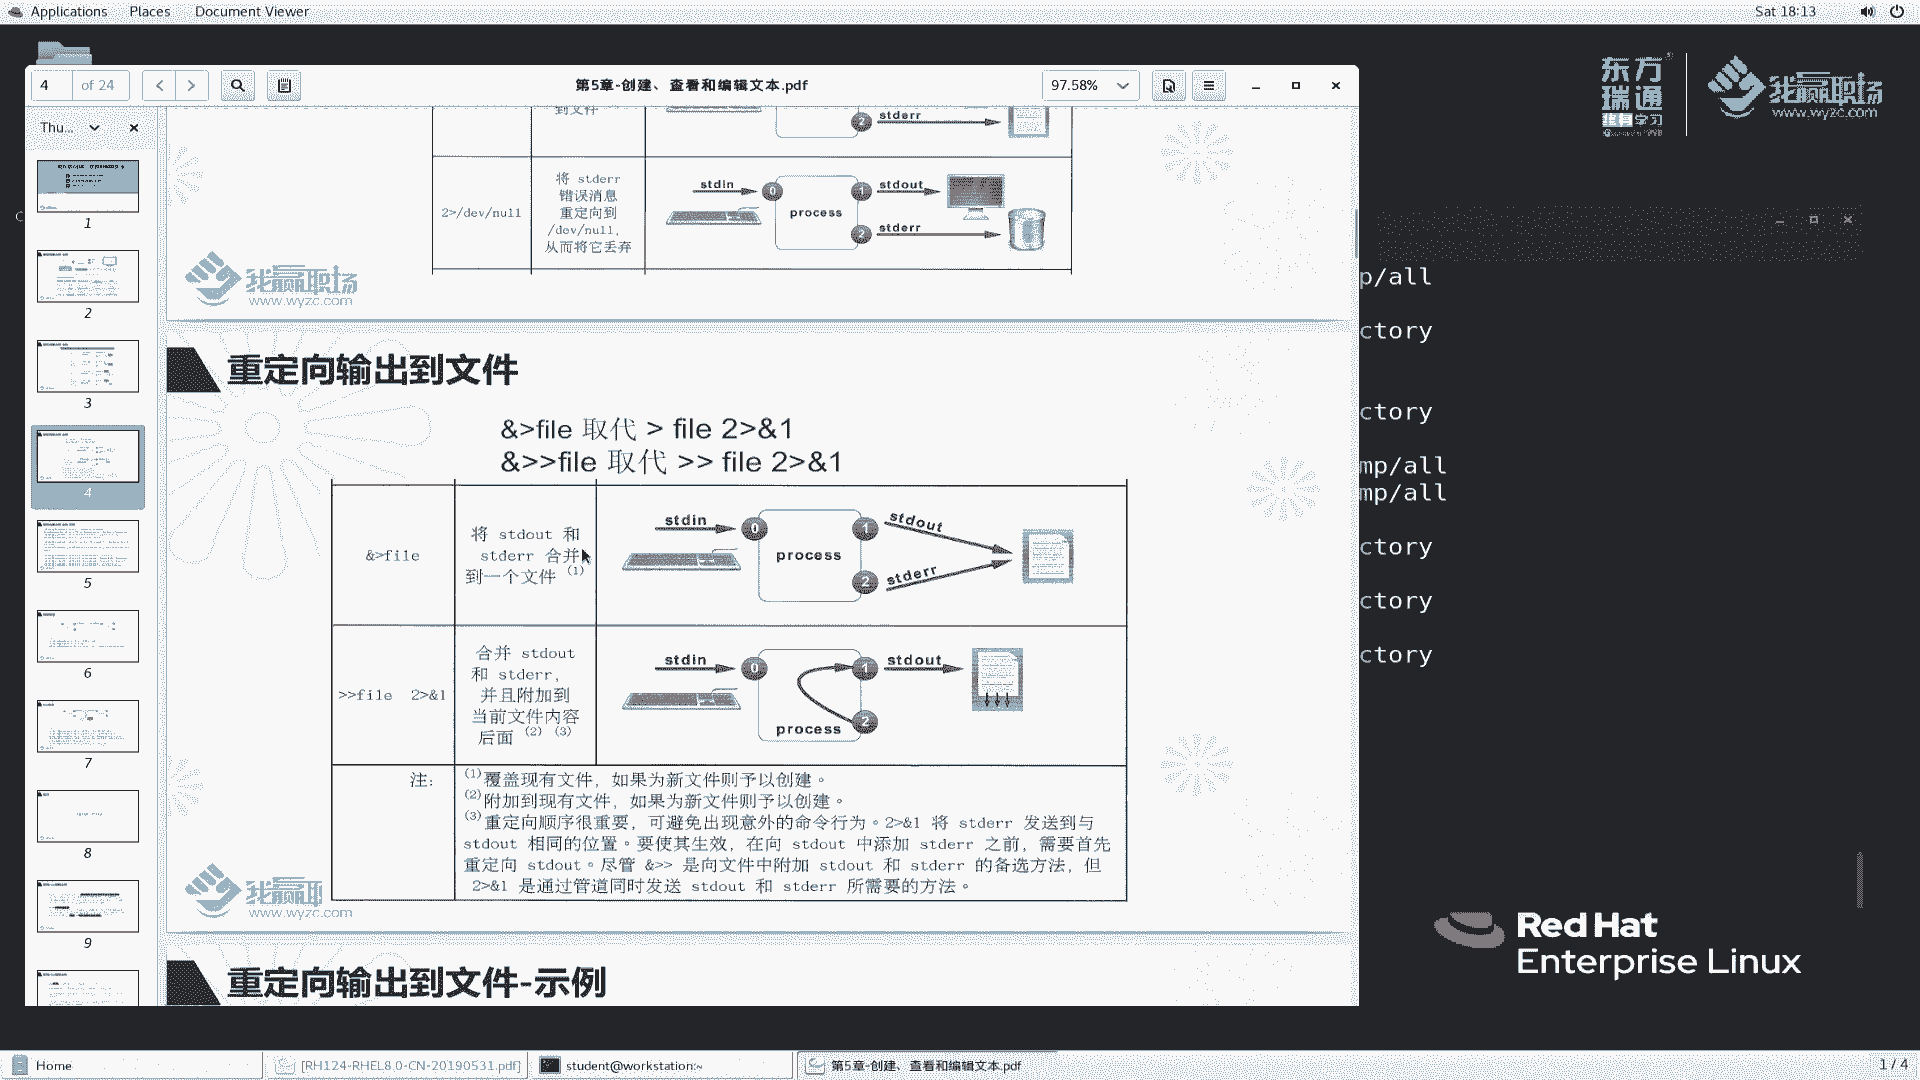 Applications Places Document Viewer Sat 18:13
4 of 24 第5章-创建、查看和编辑文本.pdf 97.58%
Thu...
1
2
3
4
5
6
7
8
9
到文件
2 stderr
2>/dev/null
将 stderr
错误消息
重定向到
/dev/null,
从而将它丢弃
stdin 0 process 1 stdout
2 stderr
我赢职场
www.wyzc.com
重定向输出到文件
&>file 取代 > file 2>&1
&>>file 取代 >> file 2>&1
&>file
将 stdout 和
stderr 合并
到一个文件 (1)
stdin 0 process 1 stdout
2 stderr
>>file 2>&1
合并 stdout
和 stderr,
并且附加到
当前文件内容
后面 (2) (3)
stdin 0 1 stdout
process 2
注:
(1)覆盖现有文件，如果为新文件则予以创建。
(2)附加到现有文件，如果为新文件则予以创建。
(3)重定向顺序很重要，可避免出现意外的命令行为。2>&1 将 stderr 发送到与
stdout 相同的位置。要使其生效，在向 stdout 中添加 stderr 之前，需要首先
重定向 stdout。尽管 &>> 是向文件中附加 stdout 和 stderr 的备选方法，但
2>&1 是通过管道同时发送 stdout 和 stderr 所需要的方法。
我赢职场
www.wyzc.com
重定向输出到文件-示例
东方
瑞通
终身学习
我赢职场
www.wyzc.com
p/all
ctory
ctory
mp/all
mp/all
ctory
ctory
ctory
Red Hat
Enterprise Linux
Home [RH124-RHEL8.0-CN-20190531.pdf] student@workstation:~ 第5章-创建、查看和编辑文本.pdf 1 / 4